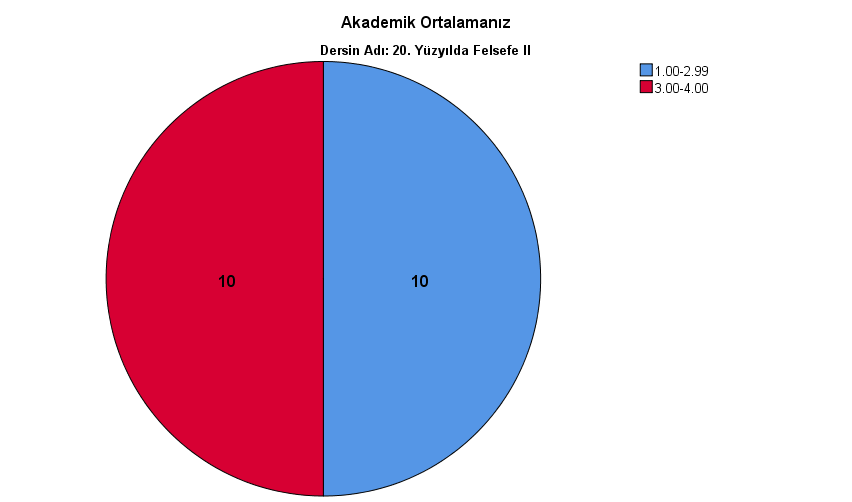 Akademik Ortalamanız
Dersin Adı: 20. Yüzyılda Felsefe II
1.00-2.99
3.00-4.00
10
10